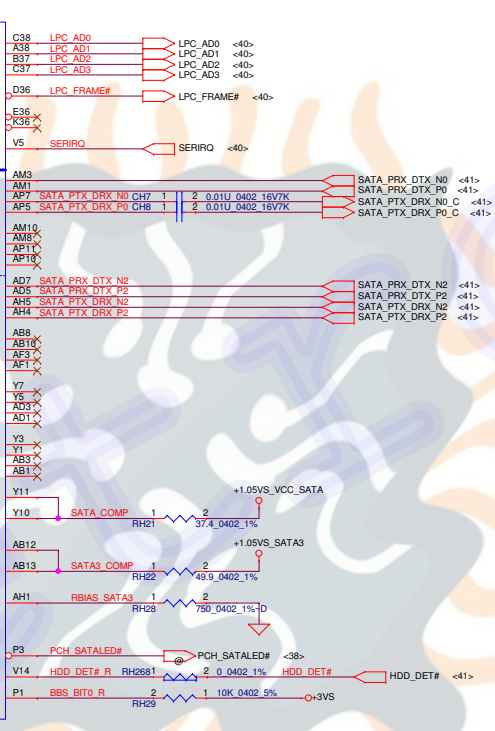 C38 LPC_AD0 LPC_AD0 <40>
A38 LPC_AD1 LPC_AD1 <40>
B37 LPC_AD2 LPC_AD2 <40>
C37 LPC_AD3 LPC_AD3 <40>
D36 LPC_FRAME# LPC_FRAME# <40>
E36
K36
V5 SERIRQ SERIRQ <40>
AM3 SATA_PRX_DTX_N0 <41>
AM1 SATA_PRX_DTX_P0 <41>
AP7 SATA_PTX_DRX_N0 CH7 1 2 0.01U_0402_16V7K SATA_PTX_DRX_N0_C <41>
AP5 SATA_PTX_DRX_P0 CH8 1 2 0.01U_0402_16V7K SATA_PTX_DRX_P0_C <41>
AM10
AM8
AP11
AP10
AD7 SATA_PRX_DTX_N2 SATA_PRX_DTX_N2 <41>
AD5 SATA_PRX_DTX_P2 SATA_PRX_DTX_P2 <41>
AH5 SATA_PTX_DRX_N2 SATA_PTX_DRX_N2 <41>
AH4 SATA_PTX_DRX_P2 SATA_PTX_DRX_P2 <41>
AB8
AB10
AF3
AF1
Y7
Y5
AD3
AD1
Y3
Y1
AB3
AB1
Y11 +1.05VS_VCC_SATA
Y10 SATA_COMP 1 2
RH21 37.4_0402_1%
AB12 +1.05VS_SATA3
AB13 SATA3_COMP 1 2
RH22 49.9_0402_1%
AH1 RBIAS_SATA3 1 2
RH28 750_0402_1%-D
P3 PCH_SATALED# PCH_SATALED# <38>
@
V14 HDD_DET#_R RH268 1 2 0_0402_1% HDD_DET# HDD_DET# <41>
P1 BBS_BIT0_R 2 1 10K_0402_5% +3VS
RH29